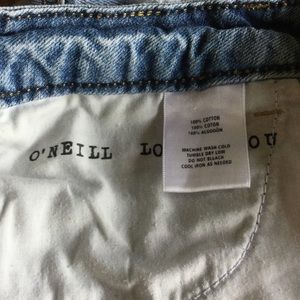 O'NEILL LO
100% COTTON
100% COTON
100% ALGODON
MACHINE WASH COLD
TUMBLE DRY LOW
DO NOT BLEACH
COOL IRON AS NEEDED
OU